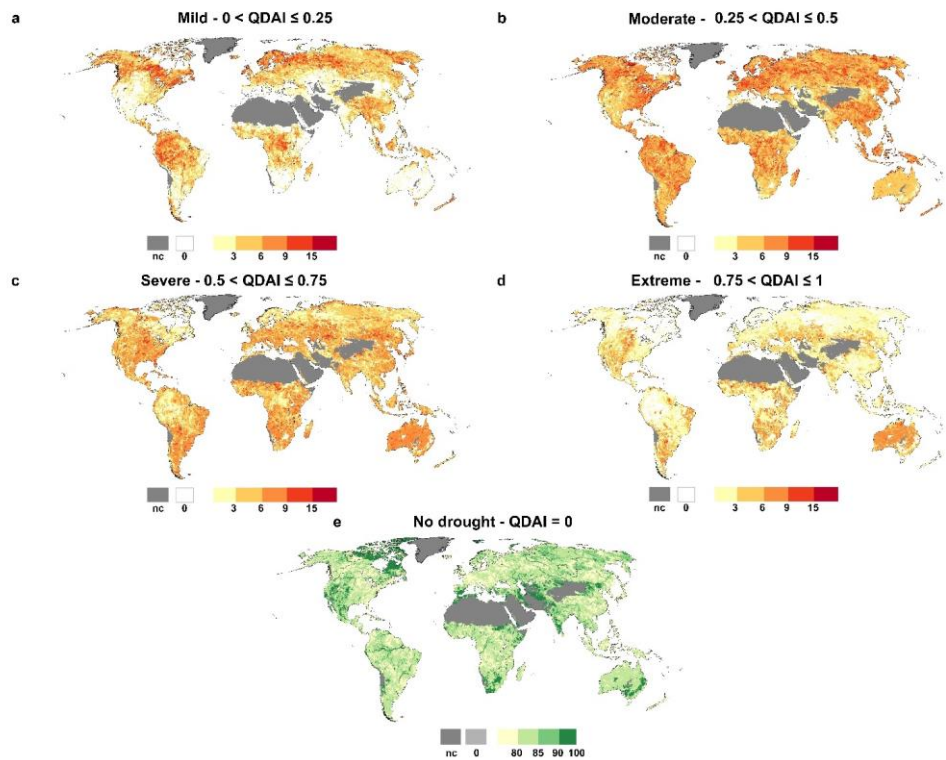 a
Mild - 0 < QDAI ≤ 0.25
b
Moderate - 0.25 < QDAI ≤ 0.5
nc 0 3 6 9 15
nc 0 3 6 9 15
c
Severe - 0.5 < QDAI ≤ 0.75
d
Extreme - 0.75 < QDAI ≤ 1
nc 0 3 6 9 15
nc 0 3 6 9 15
e
No drought - QDAI = 0
nc 0 80 85 90 100